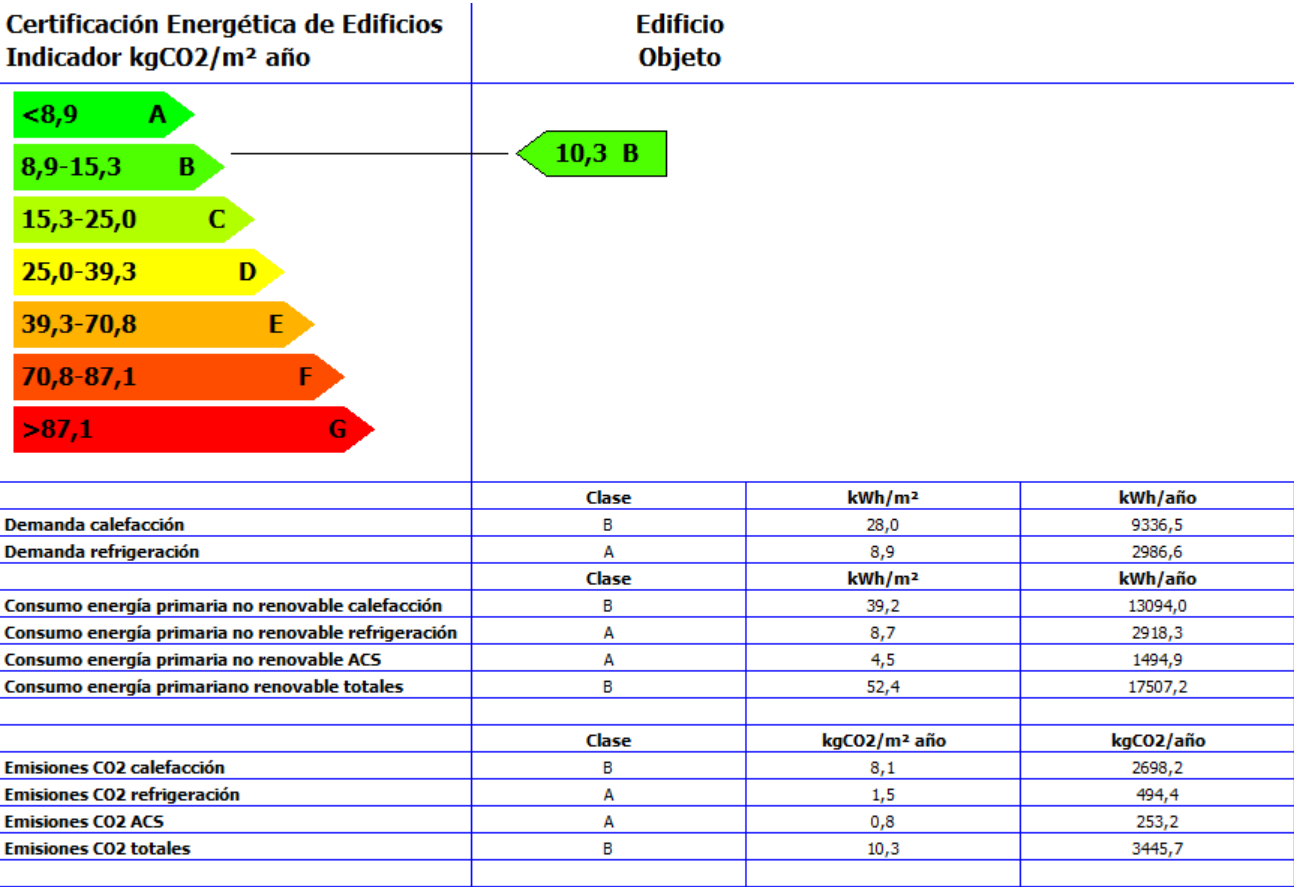 Certificación Energética de Edificios
Indicador kgCO2/m² año
Edificio
Objeto
<8,9 A
8,9-15,3 B
10,3 B
15,3-25,0 C
25,0-39,3 D
39,3-70,8 E
70,8-87,1 F
>87,1 G
Clase kWh/m² kWh/año
Demanda calefacción B 28,0 9336,5
Demanda refrigeración A 8,9 2986,6
Clase kWh/m² kWh/año
Consumo energía primaria no renovable calefacción B 39,2 13094,0
Consumo energía primaria no renovable refrigeración A 8,7 2918,3
Consumo energía primaria no renovable ACS A 4,5 1494,9
Consumo energía primariano renovable totales B 52,4 17507,2
Clase kgCO2/m² año kgCO2/año
Emisiones CO2 calefacción B 8,1 2698,2
Emisiones CO2 refrigeración A 1,5 494,4
Emisiones CO2 ACS A 0,8 253,2
Emisiones CO2 totales B 10,3 3445,7